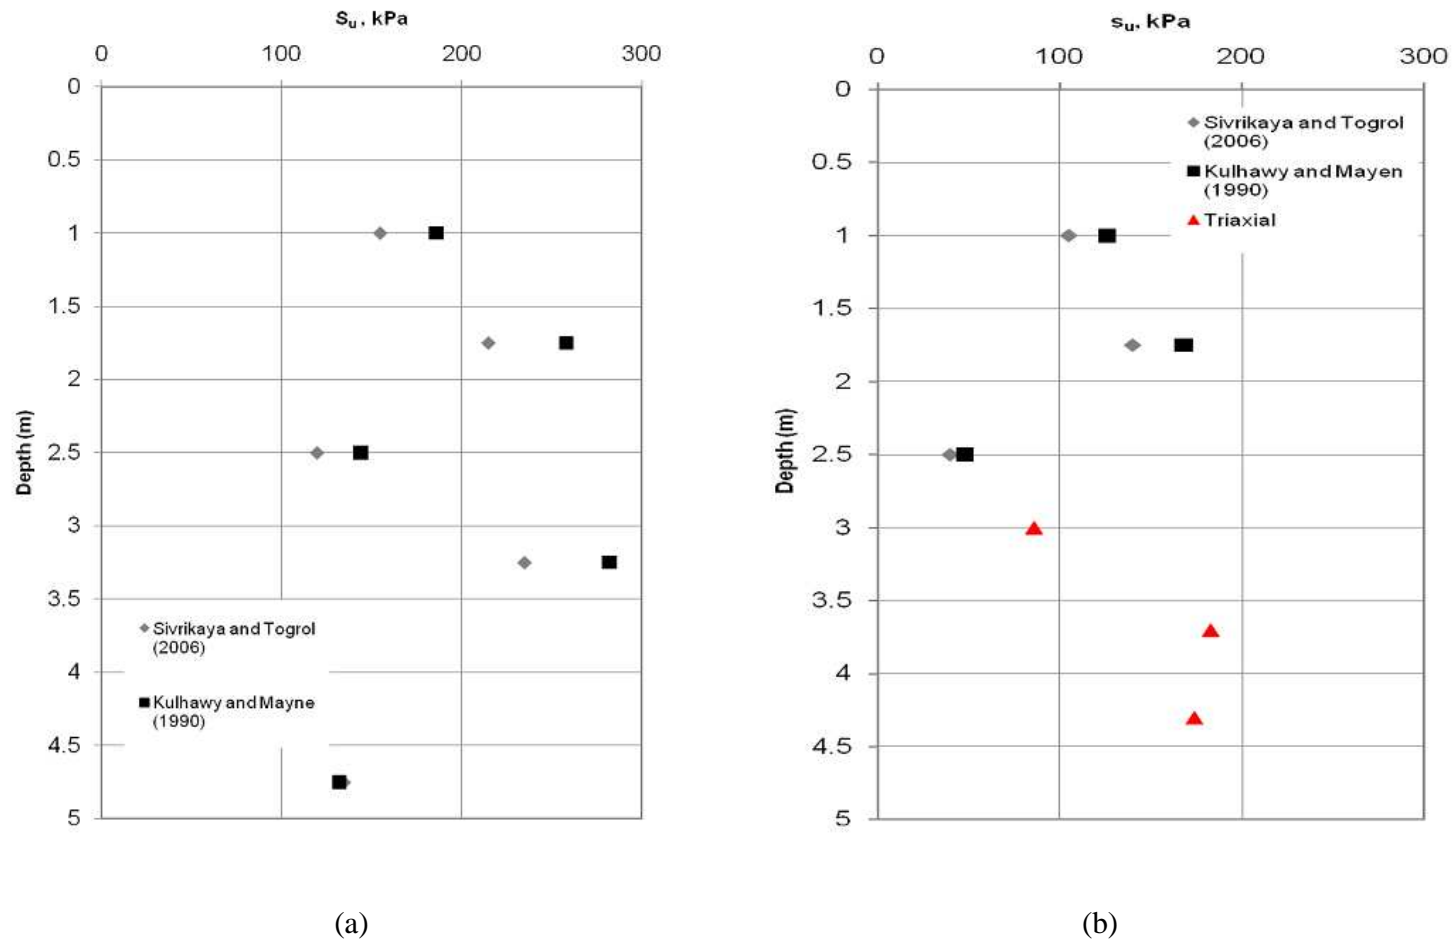 Su, kPa
0 100 200 300
0
0.5
1
1.5
2
2.5
3
3.5
4
4.5
5
Depth (m)
Sivrikaya and Togrol
(2006)
Kulhawy and Mayne
(1990)
(a)
su, kPa
0 100 200 300
0
0.5
1
1.5
2
2.5
3
3.5
4
4.5
5
Depth (m)
Sivrikaya and Togrol
(2006)
Kulhawy and Mayen
(1990)
Triaxial
(b)